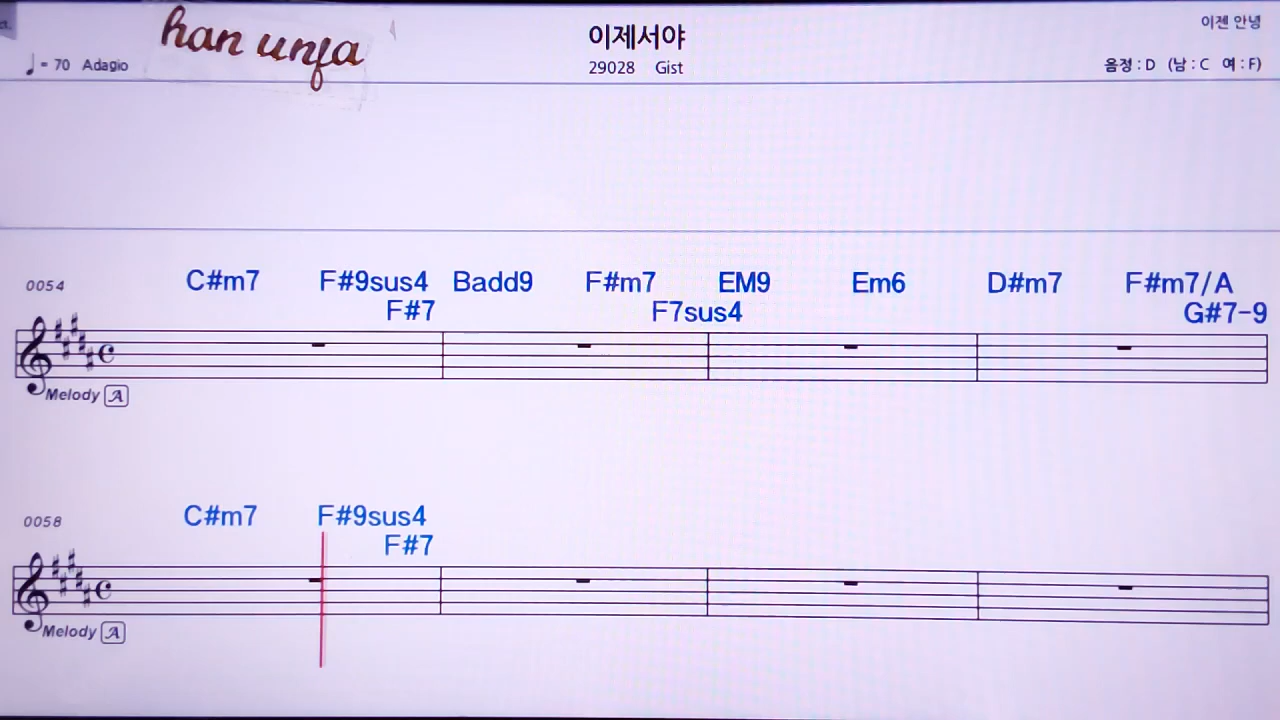 han unja
이제서야
이젠 안녕
♩= 70 Adagio
29028 Gist
음정 : D (남 : C 여 : F)
0054
C#m7 F#9sus4 Badd9 F#m7 EM9 Em6 D#m7 F#m7/A
F#7 F7sus4 G#7-9
Melody A
0058
C#m7 F#9sus4
F#7
Melody A